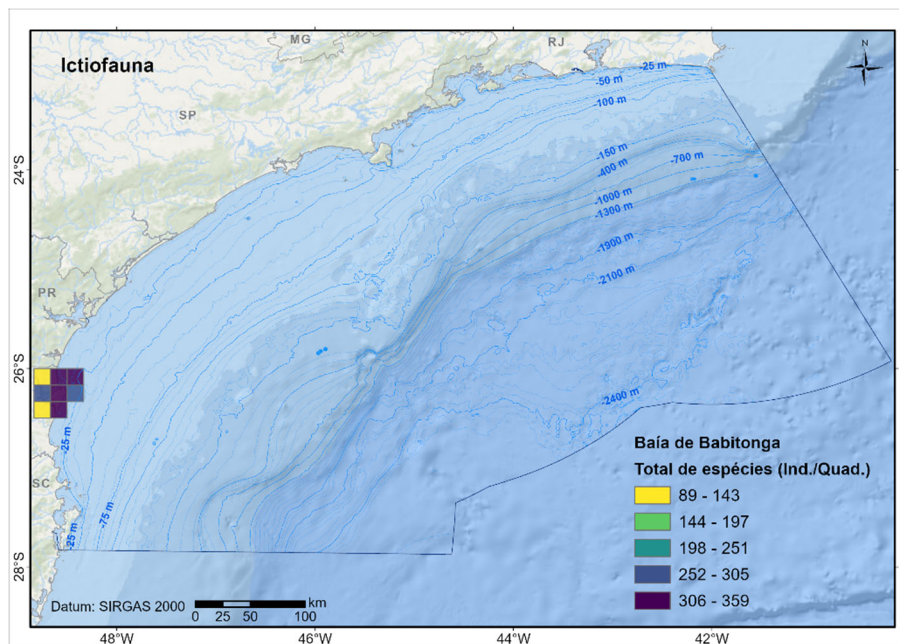 Ictiofauna
MG
RJ
N
-25 m
-50 m
-100 m
SP
-150 m
-400 m
-700 m
24°S
-1000 m
-1300 m
-1900 m
-2100 m
PR
26°S
-2400 m
-25 m
SC
-75 m
-25 m
Baía de Babitonga
Total de espécies (Ind./Quad.)
89 - 143
144 - 197
198 - 251
252 - 305
306 - 359
28°S
Datum: SIRGAS 2000
km
0 25 50 100
48°W 46°W 44°W 42°W